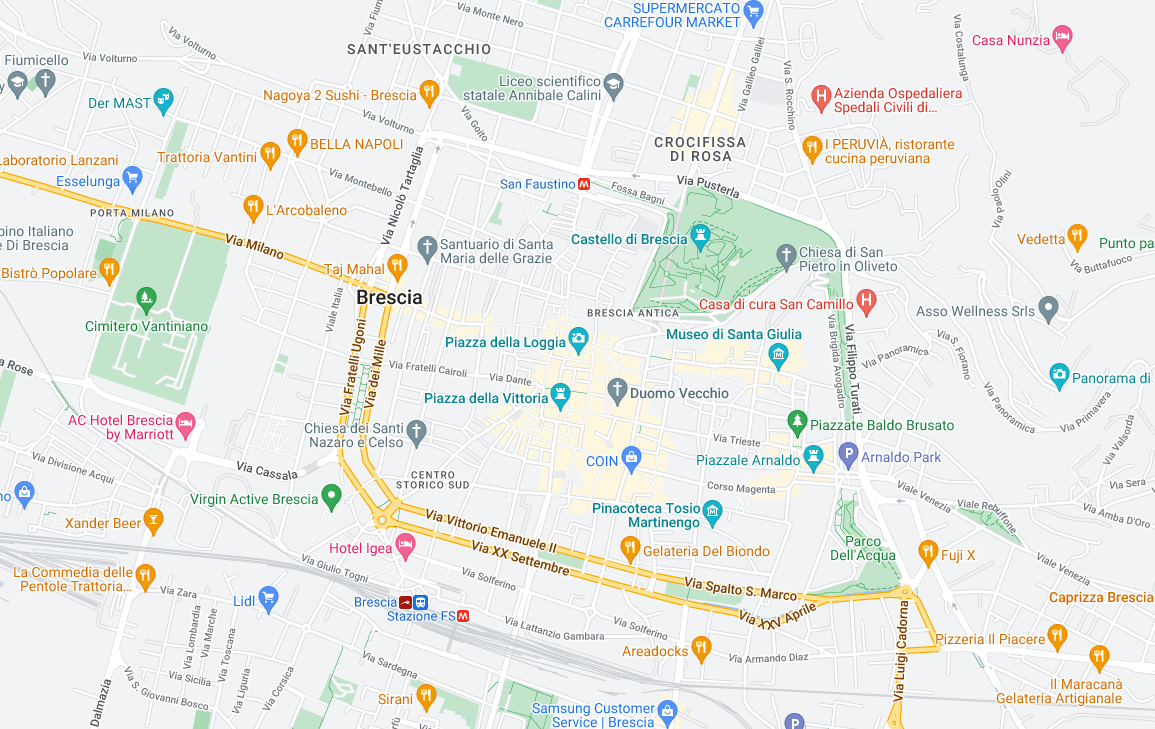 SUPERMERCATO
CARREFOUR MARKET
Via Monte Nero
Via Fium
Via Volturno
Via Costalunga
Casa Nunzia
SANT'EUSTACCHIO
Via Galileo Galilei
Via Volturno
Fiumicello
Liceo scientifico
statale Annibale Calini
Via S. Rocchino
Azienda Ospedaliera
Spedali Civili di...
Der MAST
Nagoya 2 Sushi - Brescia
Via Volturno
Via Goito
CROCIFISSA
DI ROSA
BELLA NAPOLI
I PERUVIÀ, ristorante
cucina peruviana
Laboratorio Lanzani
Trattoria Vantini
Esselunga
Via Montebello
Via Nicolò Tartaglia
San Faustino
Fossa Bagni
Via Pusterla
Via Paolo Olini
PORTA MILANO
L'Arcobaleno
pino Italiano
e Di Brescia
Via Milano
Santuario di Santa
Maria delle Grazie
Castello di Brescia
Chiesa di San
Pietro in Oliveto
Vedetta
Punto pa
Via Buttafuoco
Bistrò Popolare
Taj Mahal
Brescia
Viale Italia
BRESCIA ANTICA
Casa di cura San Camillo
Asso Wellness Srls
Cimitero Vantiniano
Piazza della Loggia
Museo di Santa Giulia
Via Brigida Avogadro
Via Filippo Turati
Via Panoramica
Via S. Fiorano
a Rose
Via Fratelli Ugoni
Via dei Mille
Via Fratelli Cairoli
Via Dante
Panorama di
Piazza della Vittoria
Duomo Vecchio
Via Panoramica
Via Primavera
AC Hotel Brescia
by Marriott
Chiesa dei Santi
Nazaro e Celso
Piazzate Baldo Brusato
Via Trieste
Via Valsorda
Via Divisione Acqui
Via Cassala
CENTRO
STORICO SUD
COIN
Piazzale Arnaldo
Arnaldo Park
no
Virgin Active Brescia
Corso Magenta
Viale Venezia
Via Sera
Xander Beer
Pinacoteca Tosio
Martinengo
Viale Rebuffone
Via Amba D'Oro
Via Vittorio Emanuele II
Hotel Igea
Via XX Settembre
Gelateria Del Biondo
Parco
Dell'Acqua
Fuji X
Via Giulio Togni
La Commedia delle
Pentole Trattoria...
Via Solferino
Via Spalto S. Marco
Viale Venezia
Via Zara
Lidl
Brescia
Stazione FS
Caprizza Brescia
Via XXV Aprile
Via Lombardia
Via Marche
Via Toscana
Via Lattanzio Gambara
Via Solferino
Via Luigi Cadorna
Pizzeria Il Piacere
Areadocks
Via Armando Diaz
Via Sardegna
Via Sicilia
Via Liguria
Via Corsica
Via S. Giovanni Bosco
Dalmazia
Il Maracanà
Gelateria Artigianale
Sirani
Samsung Customer
Service | Brescia